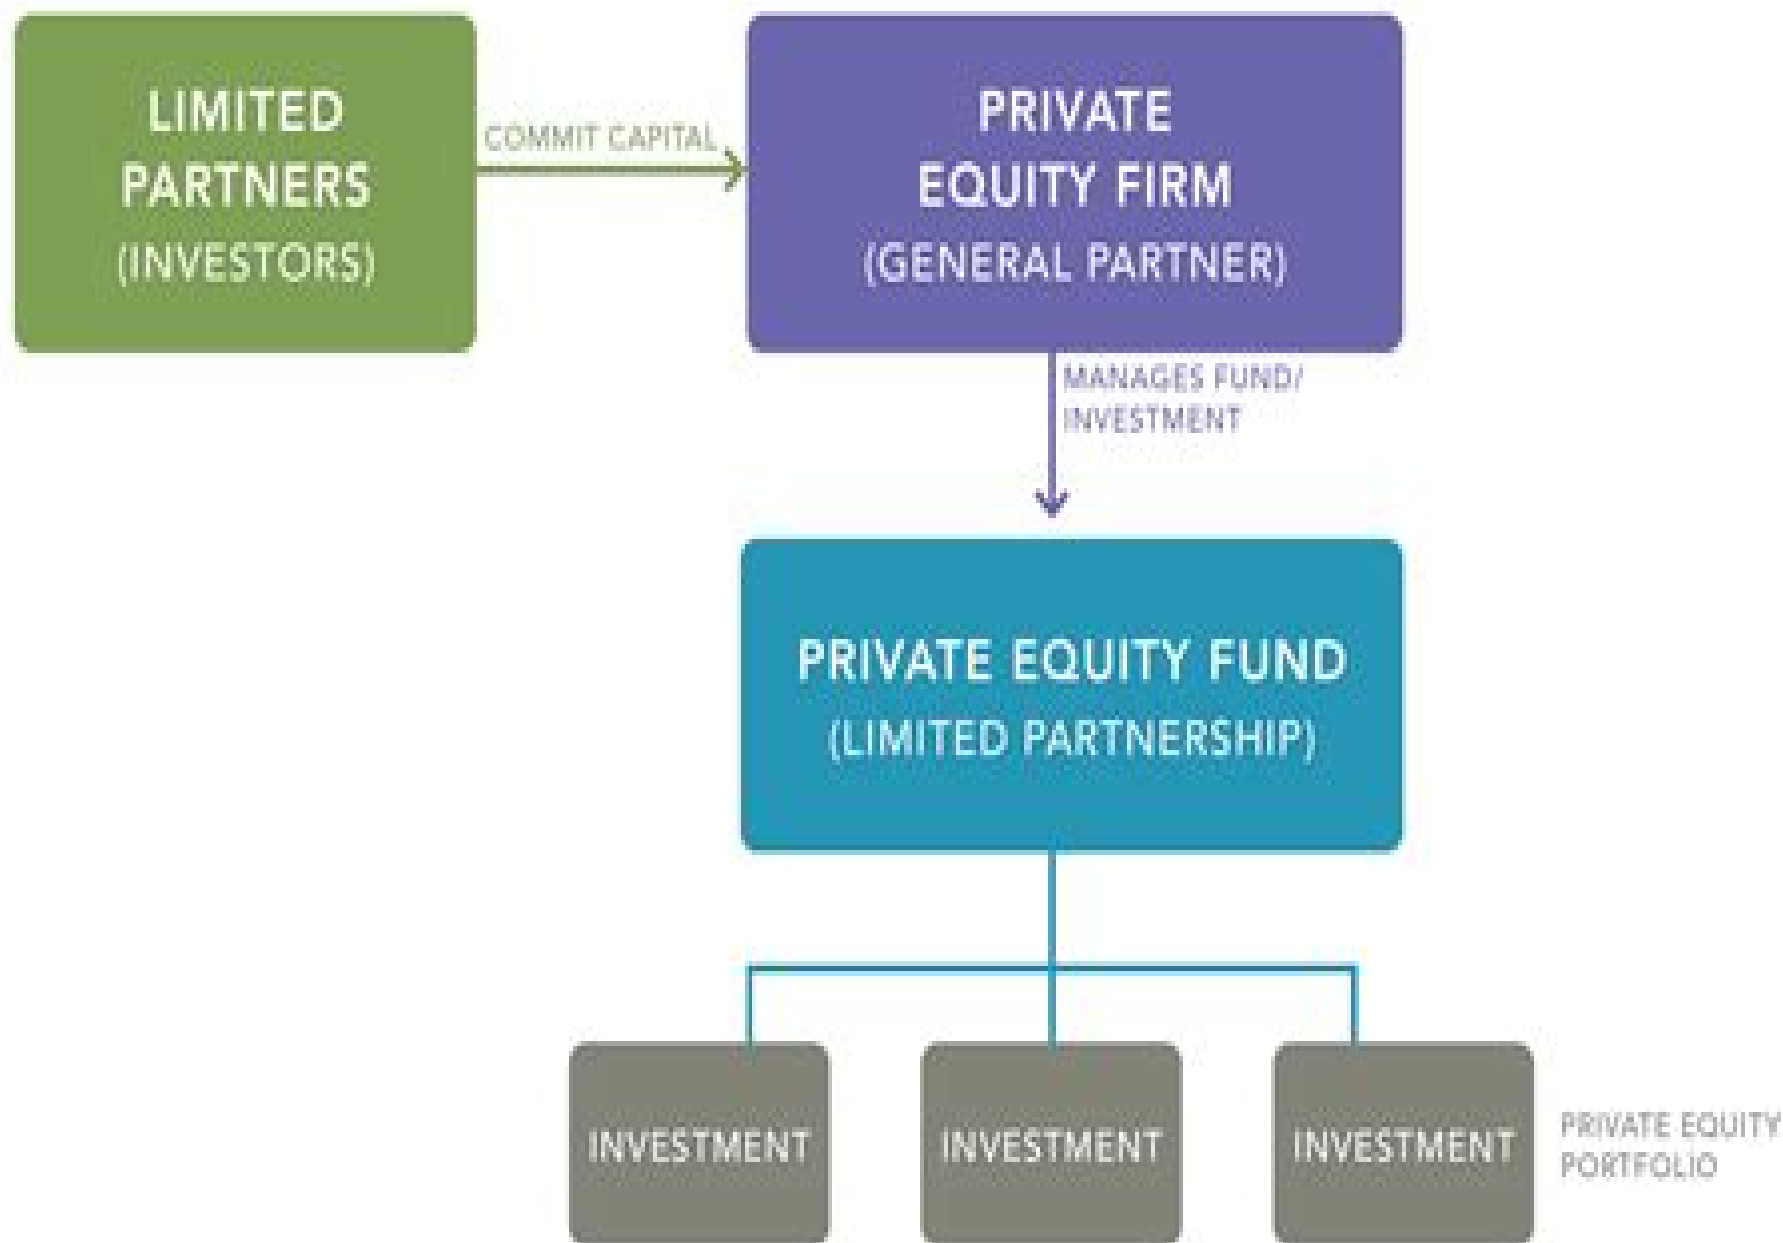 LIMITED
PARTNERS
(INVESTORS)
COMMIT CAPITAL
PRIVATE
EQUITY FIRM
(GENERAL PARTNER)
MANAGES FUND/
INVESTMENT
PRIVATE EQUITY FUND
(LIMITED PARTNERSHIP)
INVESTMENT
INVESTMENT
INVESTMENT
PRIVATE EQUITY
PORTFOLIO